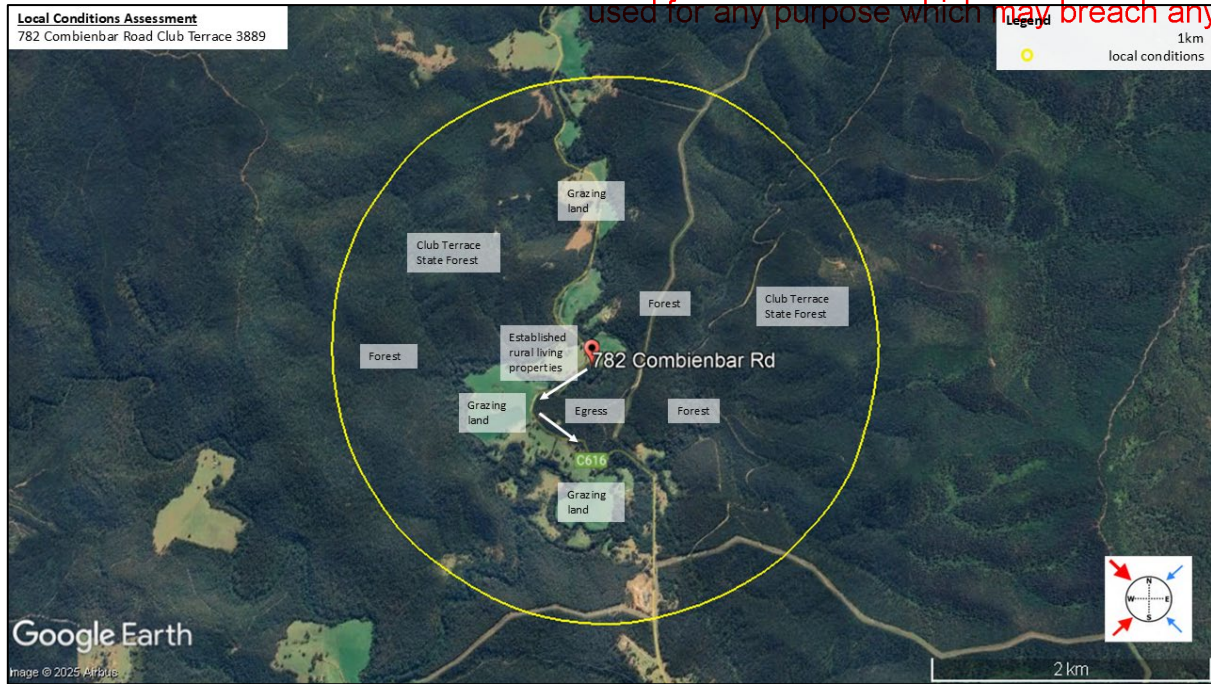 Local Conditions Assessment
782 Combienbar Road Club Terrace 3889
used for any purpose which may breach any
Legend
1km
local conditions
Grazing
land
Club Terrace
State Forest
Forest
Club Terrace
State Forest
Established
rural living
properties
782 Combienbar Rd
Forest
Grazing
land
Egress
Forest
C616
Grazing
land
N
W
E
S
Google Earth
Image © 2025 Airbus
2 km